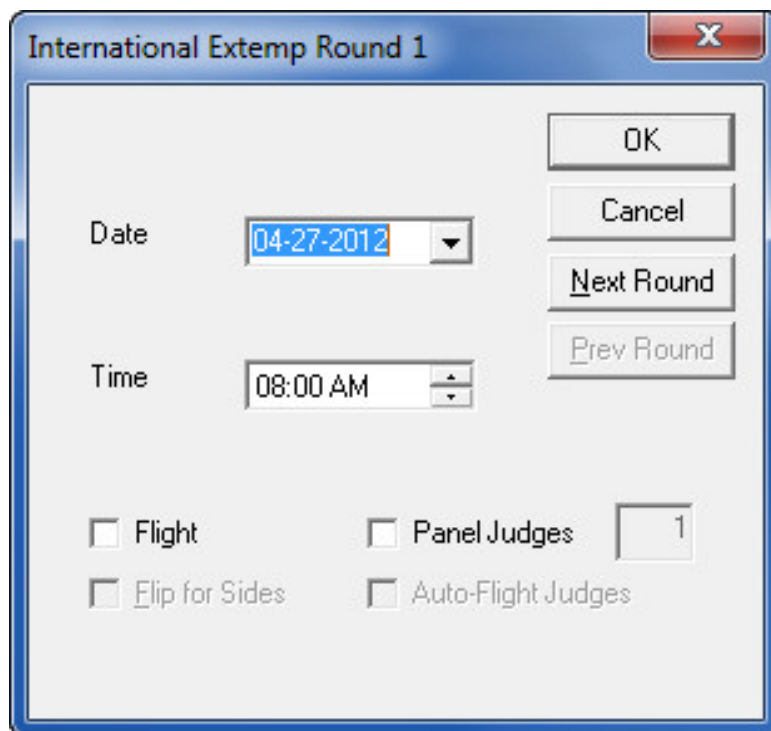 International Extemp Round 1
OK
Date
04-27-2012
Cancel
Next Round
Prev Round
Time
08:00 AM
Flight
Panel Judges
1
Flip for Sides
Auto-Flight Judges